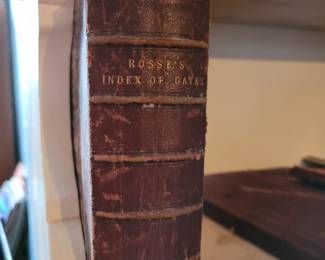 ROSSE'S
INDEX OF DATES